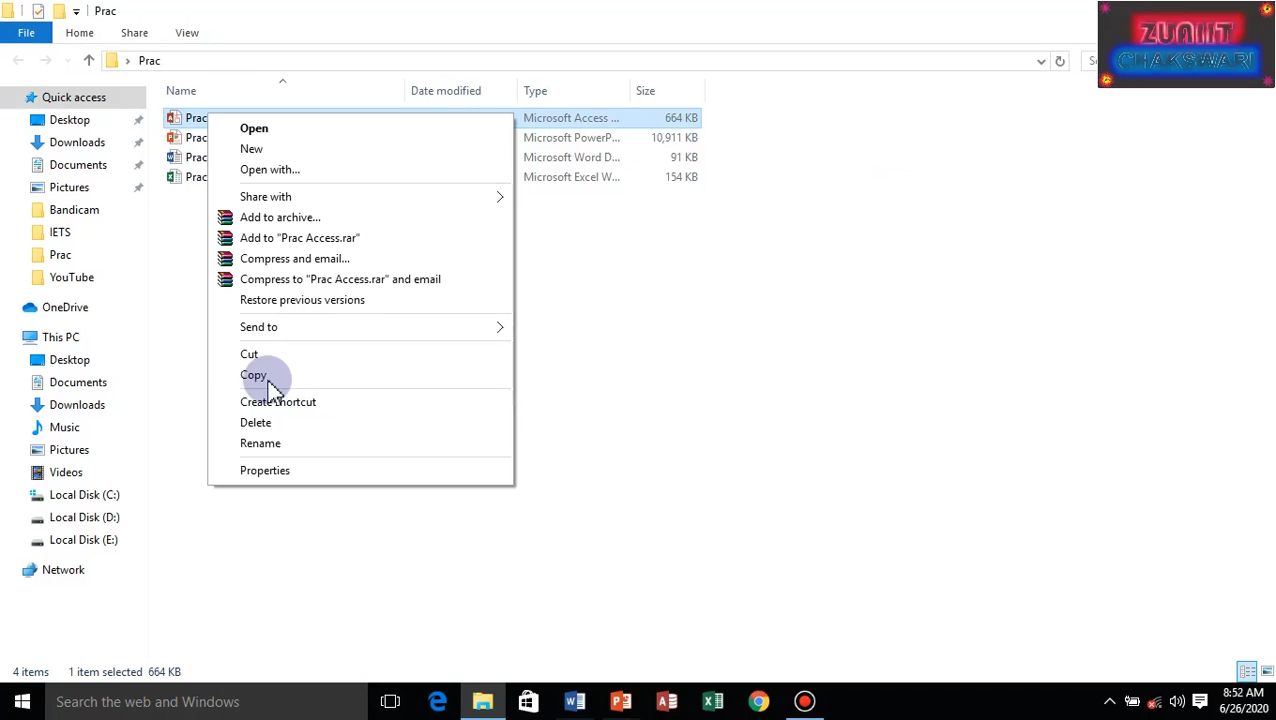 Prac
File Home Share View
Prac
ZUAIIT
CHAKSWARI
Name Date modified Type Size
Quick access
Desktop
Downloads
Documents
Pictures
Bandicam
IETS
Prac
YouTube
OneDrive
This PC
Desktop
Documents
Downloads
Music
Pictures
Videos
Local Disk (C:)
Local Disk (D:)
Local Disk (E:)
Network
Prac Microsoft Access ... 664 KB
Prac Microsoft PowerP... 10,911 KB
Prac Microsoft Word D... 91 KB
Prac Microsoft Excel W... 154 KB
Open
New
Open with...
Share with
Add to archive...
Add to "Prac Access.rar"
Compress and email...
Compress to "Prac Access.rar" and email
Restore previous versions
Send to
Cut
Copy
Create shortcut
Delete
Rename
Properties
4 items 1 item selected 664 KB
Search the web and Windows
8:52 AM
6/26/2020